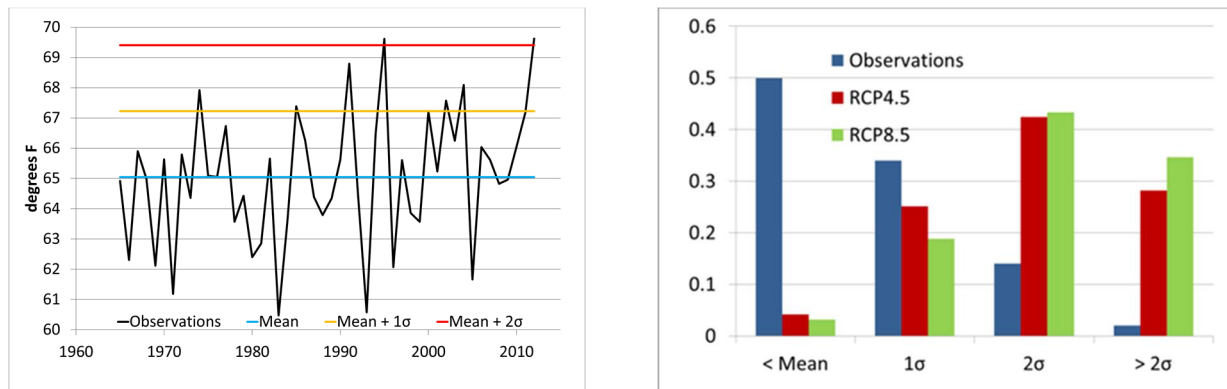 70
69
68
67
66
65
64
63
62
61
60
degrees F
Observations Mean Mean + 1σ Mean + 2σ
1960 1970 1980 1990 2000 2010
0.6
0.5
0.4
0.3
0.2
0.1
0
Observations
RCP4.5
RCP8.5
< Mean 1σ 2σ > 2σ